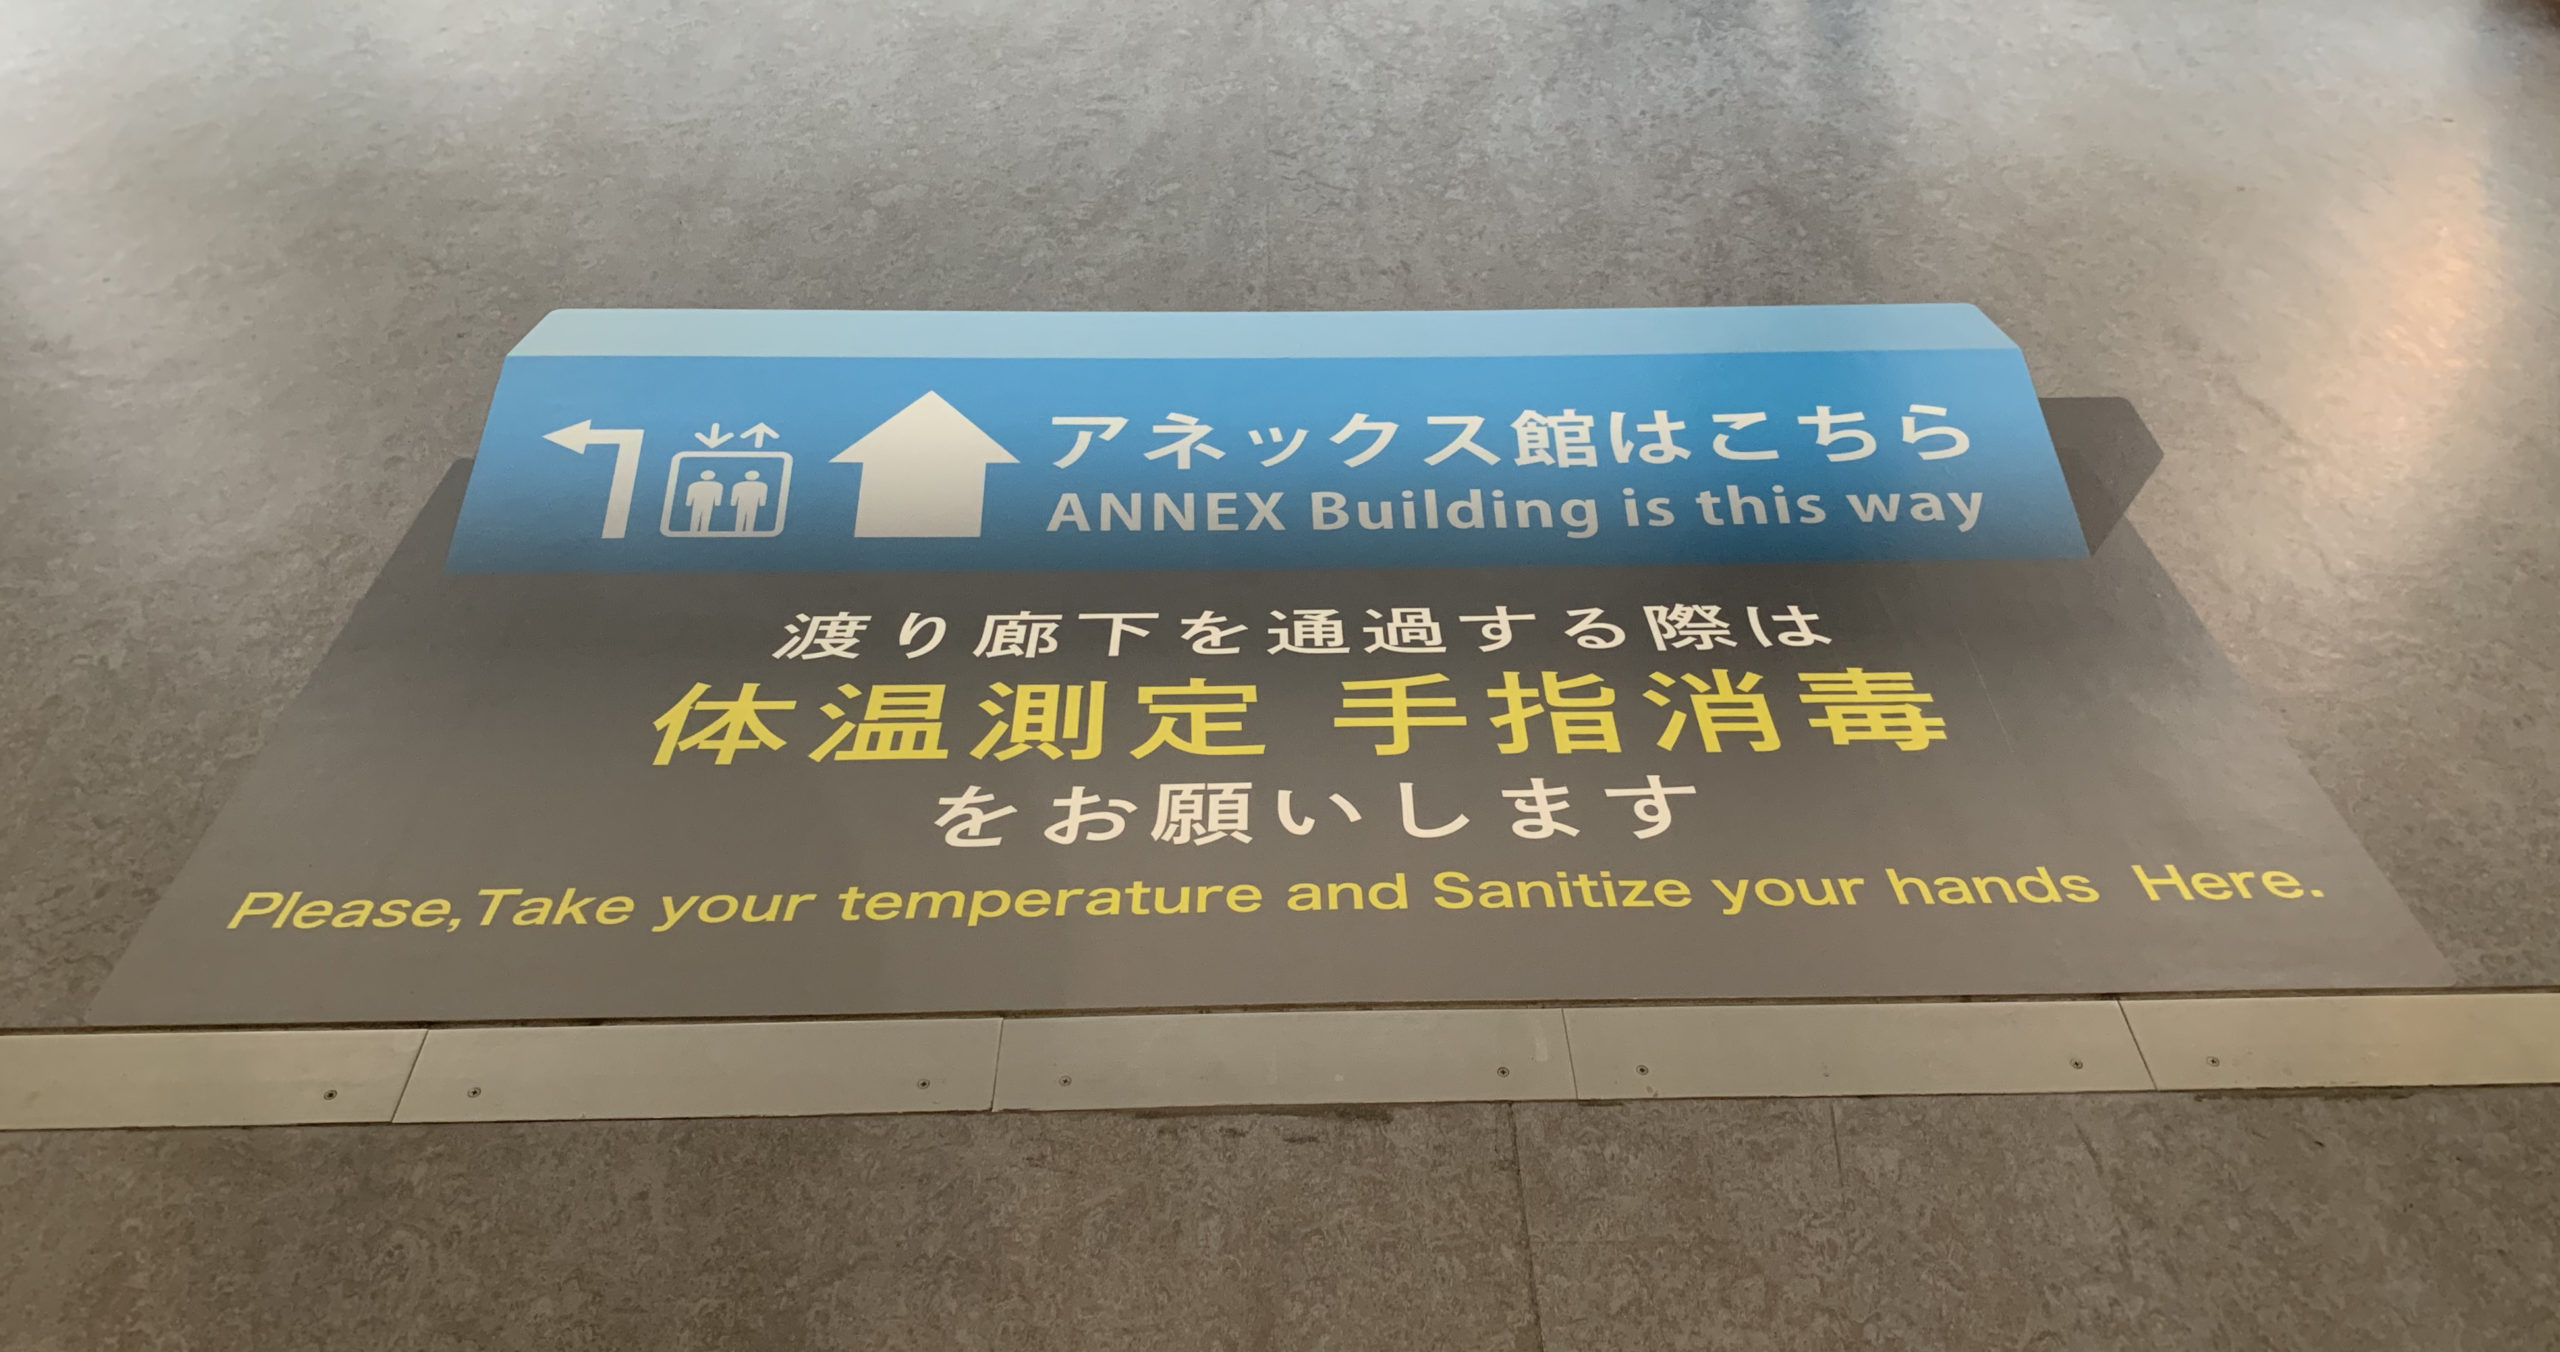 アネックス館はこちら
ANNEX Building is this way
渡り廊下を通過する際は
体温測定 手指消毒
をお願いします
Please,Take your temperature and Sanitize your hands Here.